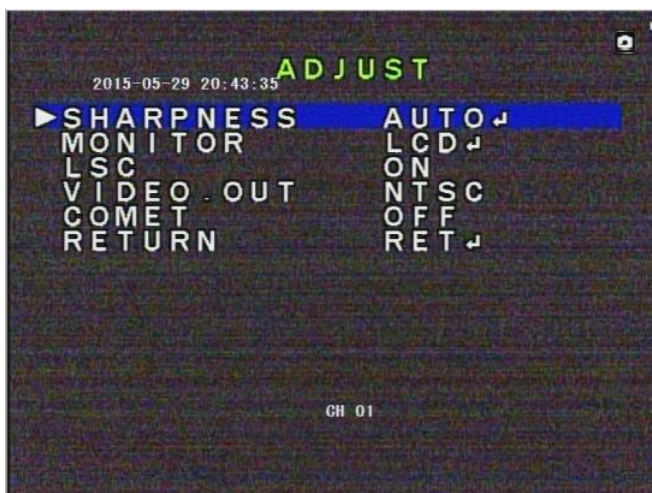 ADJUST
2015-05-29 20:43:35
SHARPNESS AUTO↲
MONITOR LCD↲
LSC ON
VIDEO.OUT NTSC
COMET OFF
RETURN RET↲
CH 01